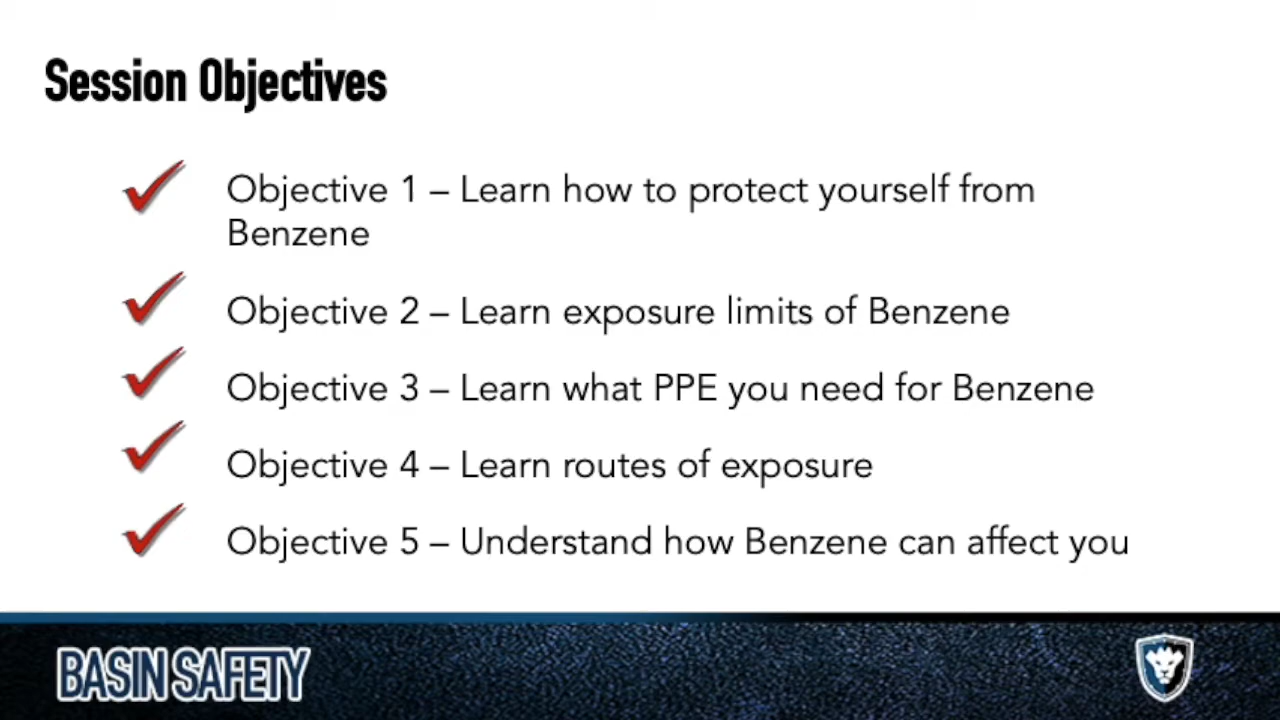 Session Objectives
Objective 1 – Learn how to protect yourself from
Benzene
Objective 2 – Learn exposure limits of Benzene
Objective 3 – Learn what PPE you need for Benzene
Objective 4 – Learn routes of exposure
Objective 5 – Understand how Benzene can affect you
BASIN SAFETY